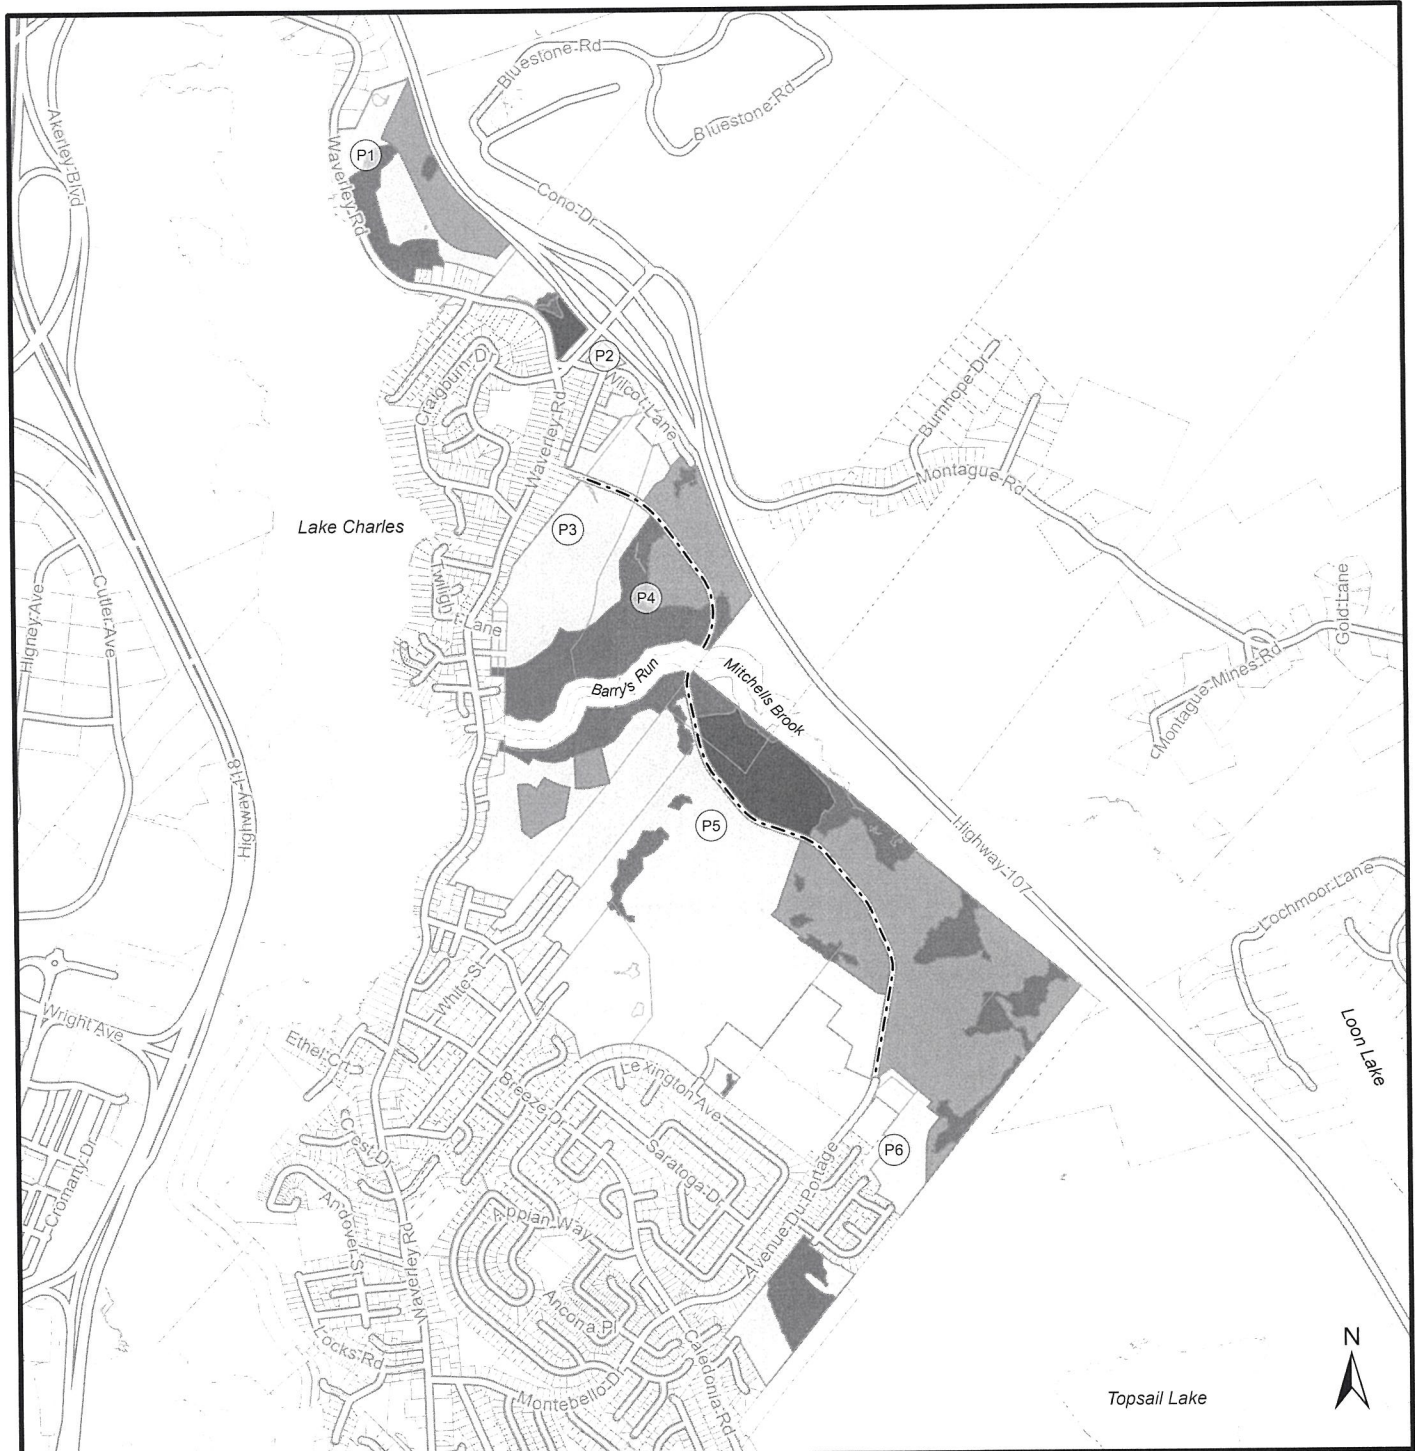 Bluestone Rd
Akerley Blvd
Bluestone Rd
P1
Waverley Rd
Cono Dr
P2
Craigburn Dr
Wilcot Lane
Burnhope Dr
Waverley Rd
Montague Rd
Lake Charles
P3
Cutler Ave
Higney Ave
Twilight Lane
P4
Gold Lane
Barry's Run
Mitchells Brook
Montague Mines Rd
Highway 118
P5
Highway 107
Lochmoor Lane
White St
Wright Ave
Ethel Crt
Loon Lake
Lexington Ave
Breeze Dr
Crest Dr
Saratoga Dr
P6
Cromarty Dr
Andover St
Appian Way
Avenue Du Portage
Waverley Rd
Ancona Pl
Locks Rd
Caledonia Rd
Montebello Dr
N
Topsail Lake